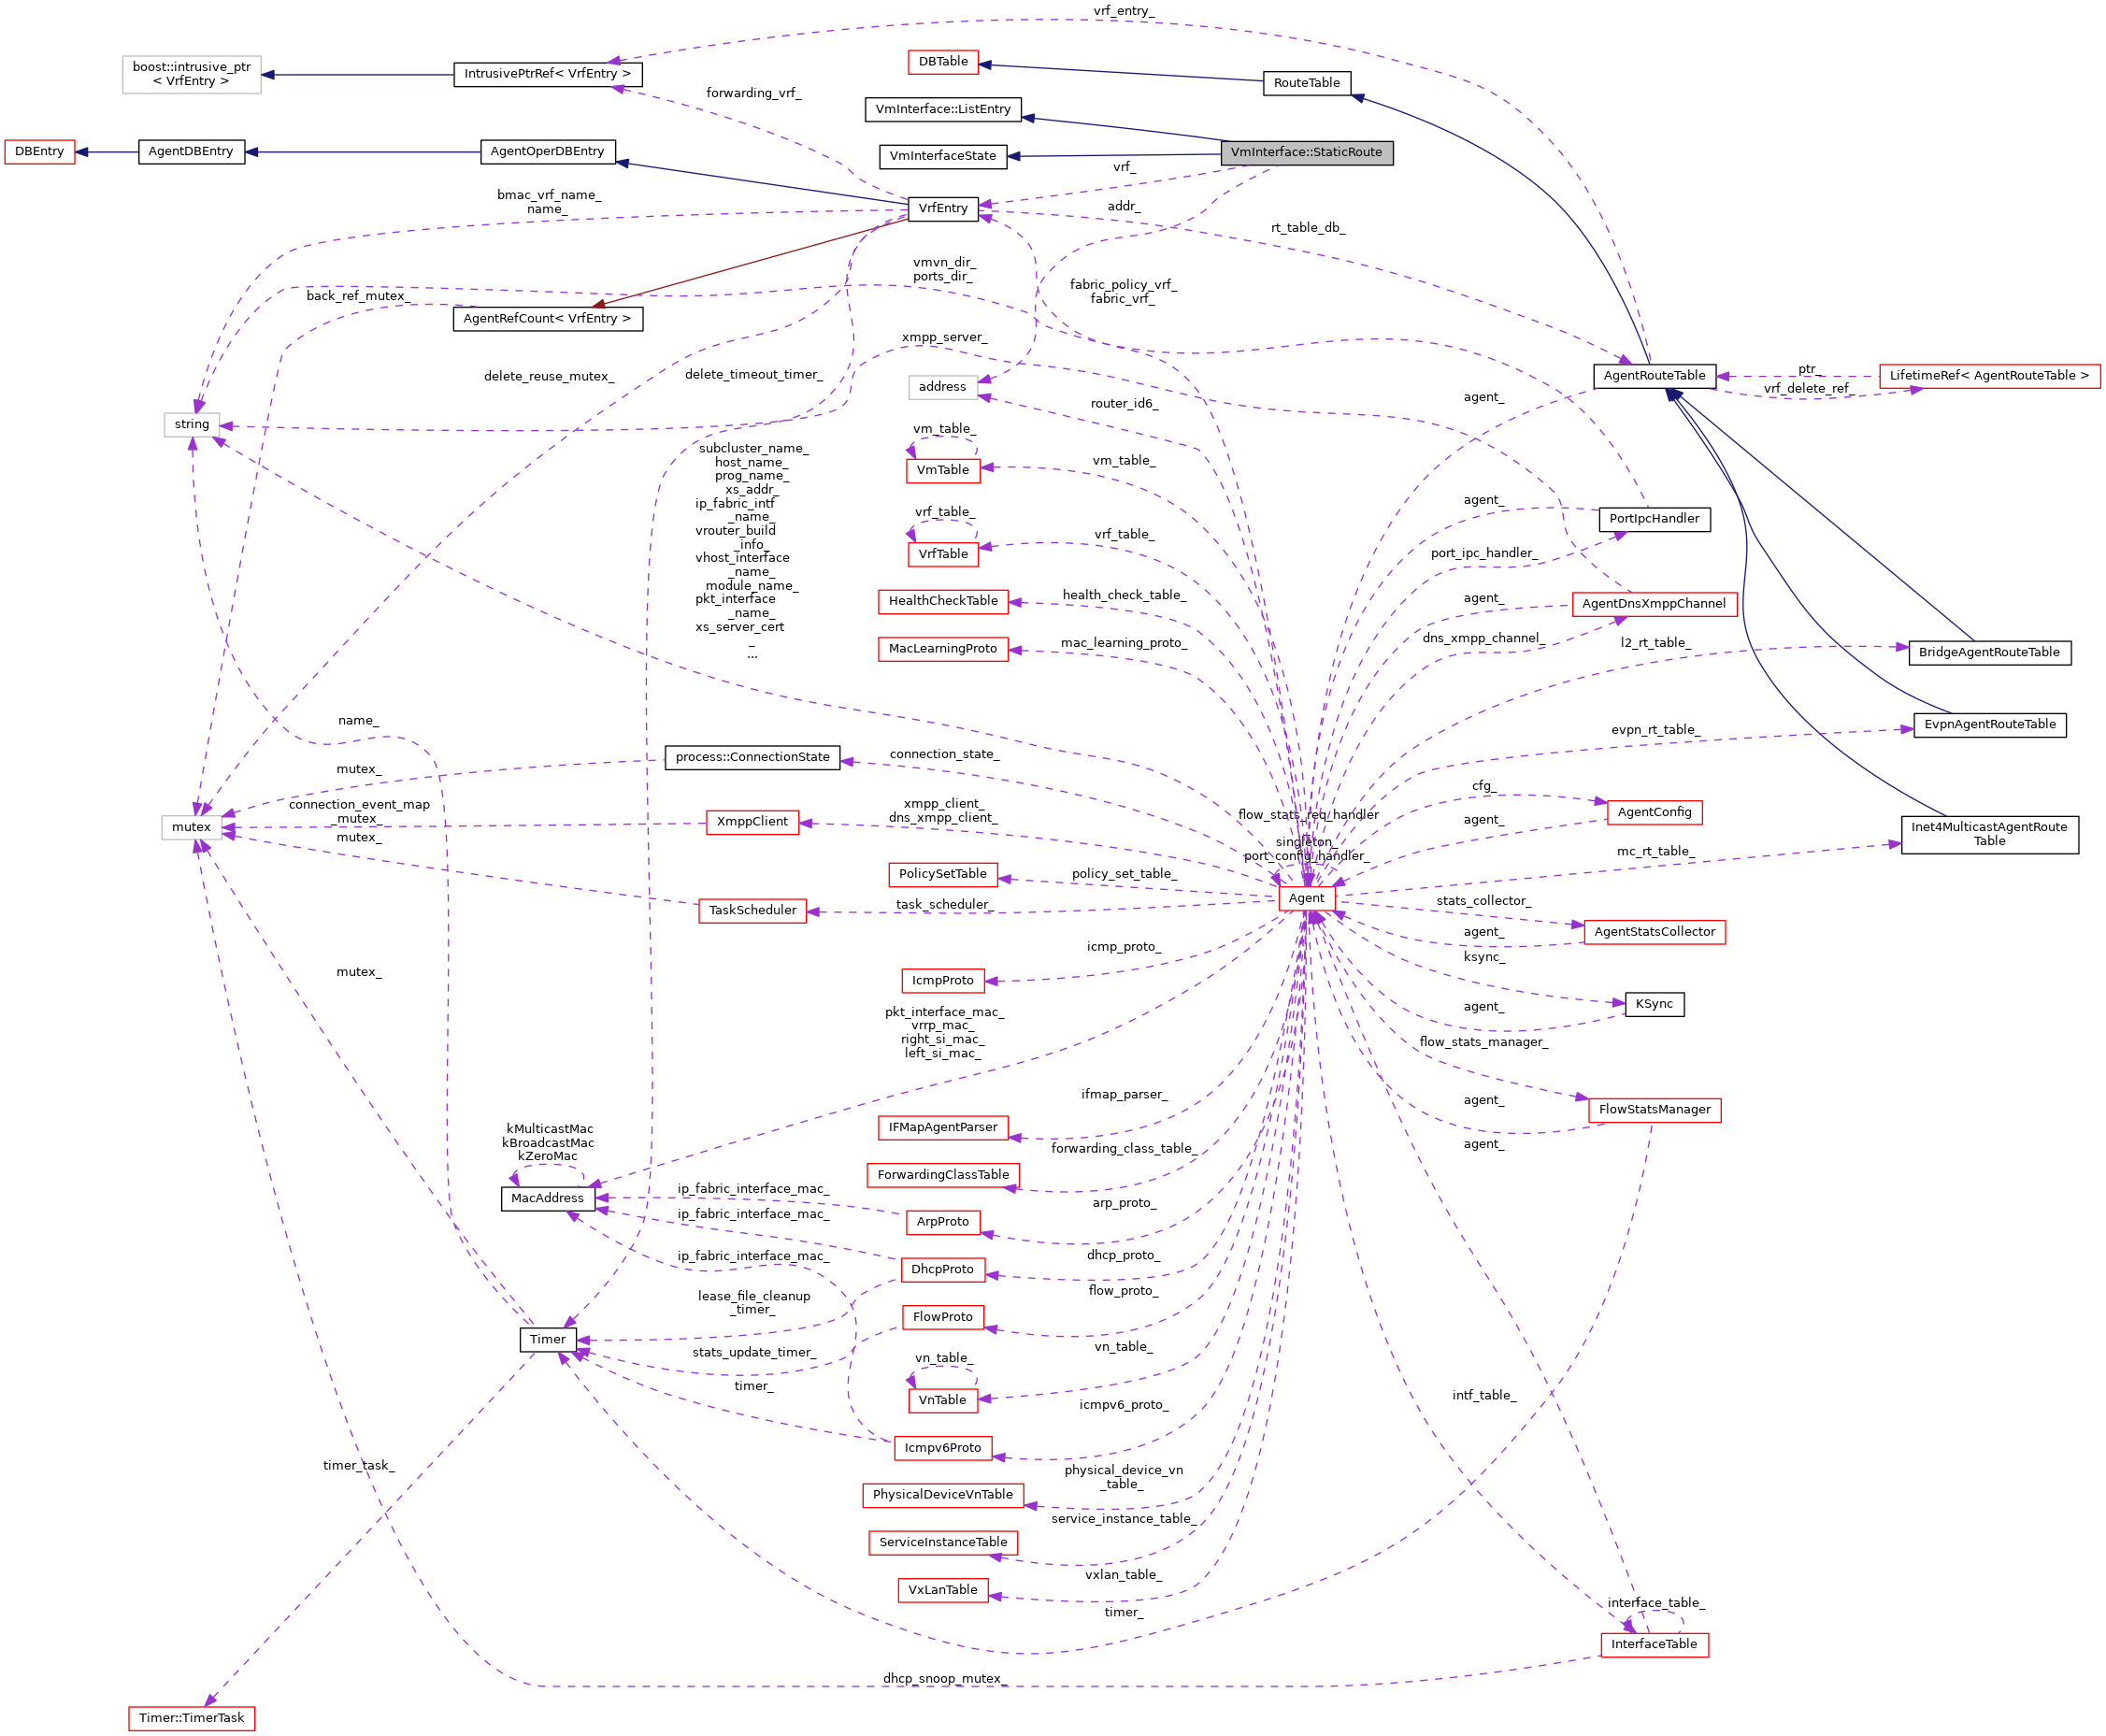 vrf_entry_
boost::intrusive_ptr
< VrfEntry >
IntrusivePtrRef< VrfEntry >
DBTable
RouteTable
forwarding_vrf_
VmInterface::ListEntry
DBEntry
AgentDBEntry
AgentOperDBEntry
VmInterfaceState
VmInterface::StaticRoute
vrf_
bmac_vrf_name_
name_
VrfEntry
addr_
rt_table_db_
vmvn_dir_
ports_dir_
back_ref_mutex_
AgentRefCount< VrfEntry >
fabric_policy_vrf_
fabric_vrf_
xmpp_server_
delete_reuse_mutex_
delete_timeout_timer_
address
AgentRouteTable
ptr_
vrf_delete_ref_
LifetimeRef< AgentRouteTable >
router_id6_
agent_
string
vm_table_
VmTable
vm_table_
subcluster_name_
host_name_
prog_name_
xs_addr_
ip_fabric_intf
_name_
vrouter_build
_info_
vhost_interface
_name_
module_name_
pkt_interface
_name_
xs_server_cert
_
...
vrf_table_
VrfTable
vrf_table_
agent_
PortIpcHandler
port_ipc_handler_
HealthCheckTable
health_check_table_
agent_
AgentDnsXmppChannel
MacLearningProto
mac_learning_proto_
dns_xmpp_channel_
l2_rt_table_
BridgeAgentRouteTable
name_
evpn_rt_table_
EvpnAgentRouteTable
process::ConnectionState
connection_state_
mutex_
cfg_
AgentConfig
agent_
connection_event_map
_mutex_
mutex
mutex_
XmppClient
xmpp_client_
dns_xmpp_client_
flow_stats_req_handler
singleton_
port_config_handler_
Inet4MulticastAgentRoute
Table
mc_rt_table_
PolicySetTable
policy_set_table_
TaskScheduler
task_scheduler_
Agent
stats_collector_
AgentStatsCollector
agent_
mutex_
icmp_proto_
IcmpProto
ksync_
KSync
agent_
pkt_interface_mac_
vrrp_mac_
right_si_mac_
left_si_mac_
flow_stats_manager_
ifmap_parser_
IFMapAgentParser
agent_
FlowStatsManager
agent_
kMulticastMac
kBroadcastMac
kZeroMac
MacAddress
forwarding_class_table_
ForwardingClassTable
ip_fabric_interface_mac_
ip_fabric_interface_mac_
ArpProto
arp_proto_
ip_fabric_interface_mac_
DhcpProto
dhcp_proto_
lease_file_cleanup
_timer_
FlowProto
flow_proto_
Timer
stats_update_timer_
vn_table_
VnTable
vn_table_
timer_
intf_table_
icmpv6_proto_
Icmpv6Proto
timer_task_
physical_device_vn
_table_
PhysicalDeviceVnTable
service_instance_table_
ServiceInstanceTable
vxlan_table_
VxLanTable
timer_
interface_table_
InterfaceTable
dhcp_snoop_mutex_
Timer::TimerTask